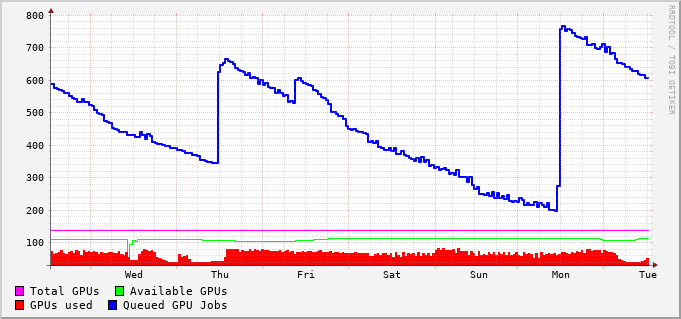 800
700
600
500
400
300
200
100
Wed Thu Fri Sat Sun Mon Tue
Total GPUs Available GPUs
GPUs used Queued GPU Jobs
RRDTOOL / TOBI OETIKER